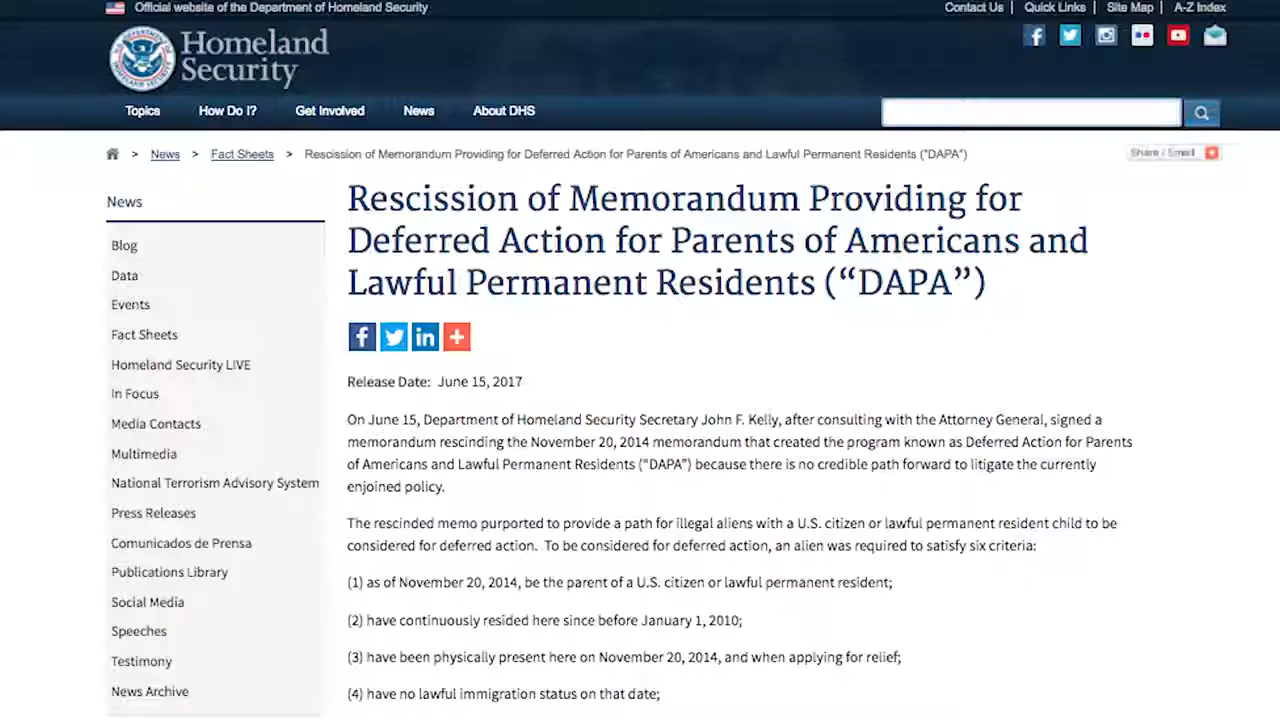 Official website of the Department of Homeland Security
Contact Us | Quick Links | Site Map | A-Z Index
Homeland
Security
Topics How Do I? Get Involved News About DHS
> News > Fact Sheets > Rescission of Memorandum Providing for Deferred Action for Parents of Americans and Lawful Permanent Residents ("DAPA")
Share / Email
News
Blog
Data
Events
Fact Sheets
Homeland Security LIVE
In Focus
Media Contacts
Multimedia
National Terrorism Advisory System
Press Releases
Comunicados de Prensa
Publications Library
Social Media
Speeches
Testimony
News Archive
Rescission of Memorandum Providing for
Deferred Action for Parents of Americans and
Lawful Permanent Residents (“DAPA”)
Release Date: June 15, 2017
On June 15, Department of Homeland Security Secretary John F. Kelly, after consulting with the Attorney General, signed a
memorandum rescinding the November 20, 2014 memorandum that created the program known as Deferred Action for Parents
of Americans and Lawful Permanent Residents (“DAPA”) because there is no credible path forward to litigate the currently
enjoined policy.
The rescinded memo purported to provide a path for illegal aliens with a U.S. citizen or lawful permanent resident child to be
considered for deferred action. To be considered for deferred action, an alien was required to satisfy six criteria:
(1) as of November 20, 2014, be the parent of a U.S. citizen or lawful permanent resident;
(2) have continuously resided here since before January 1, 2010;
(3) have been physically present here on November 20, 2014, and when applying for relief;
(4) have no lawful immigration status on that date;